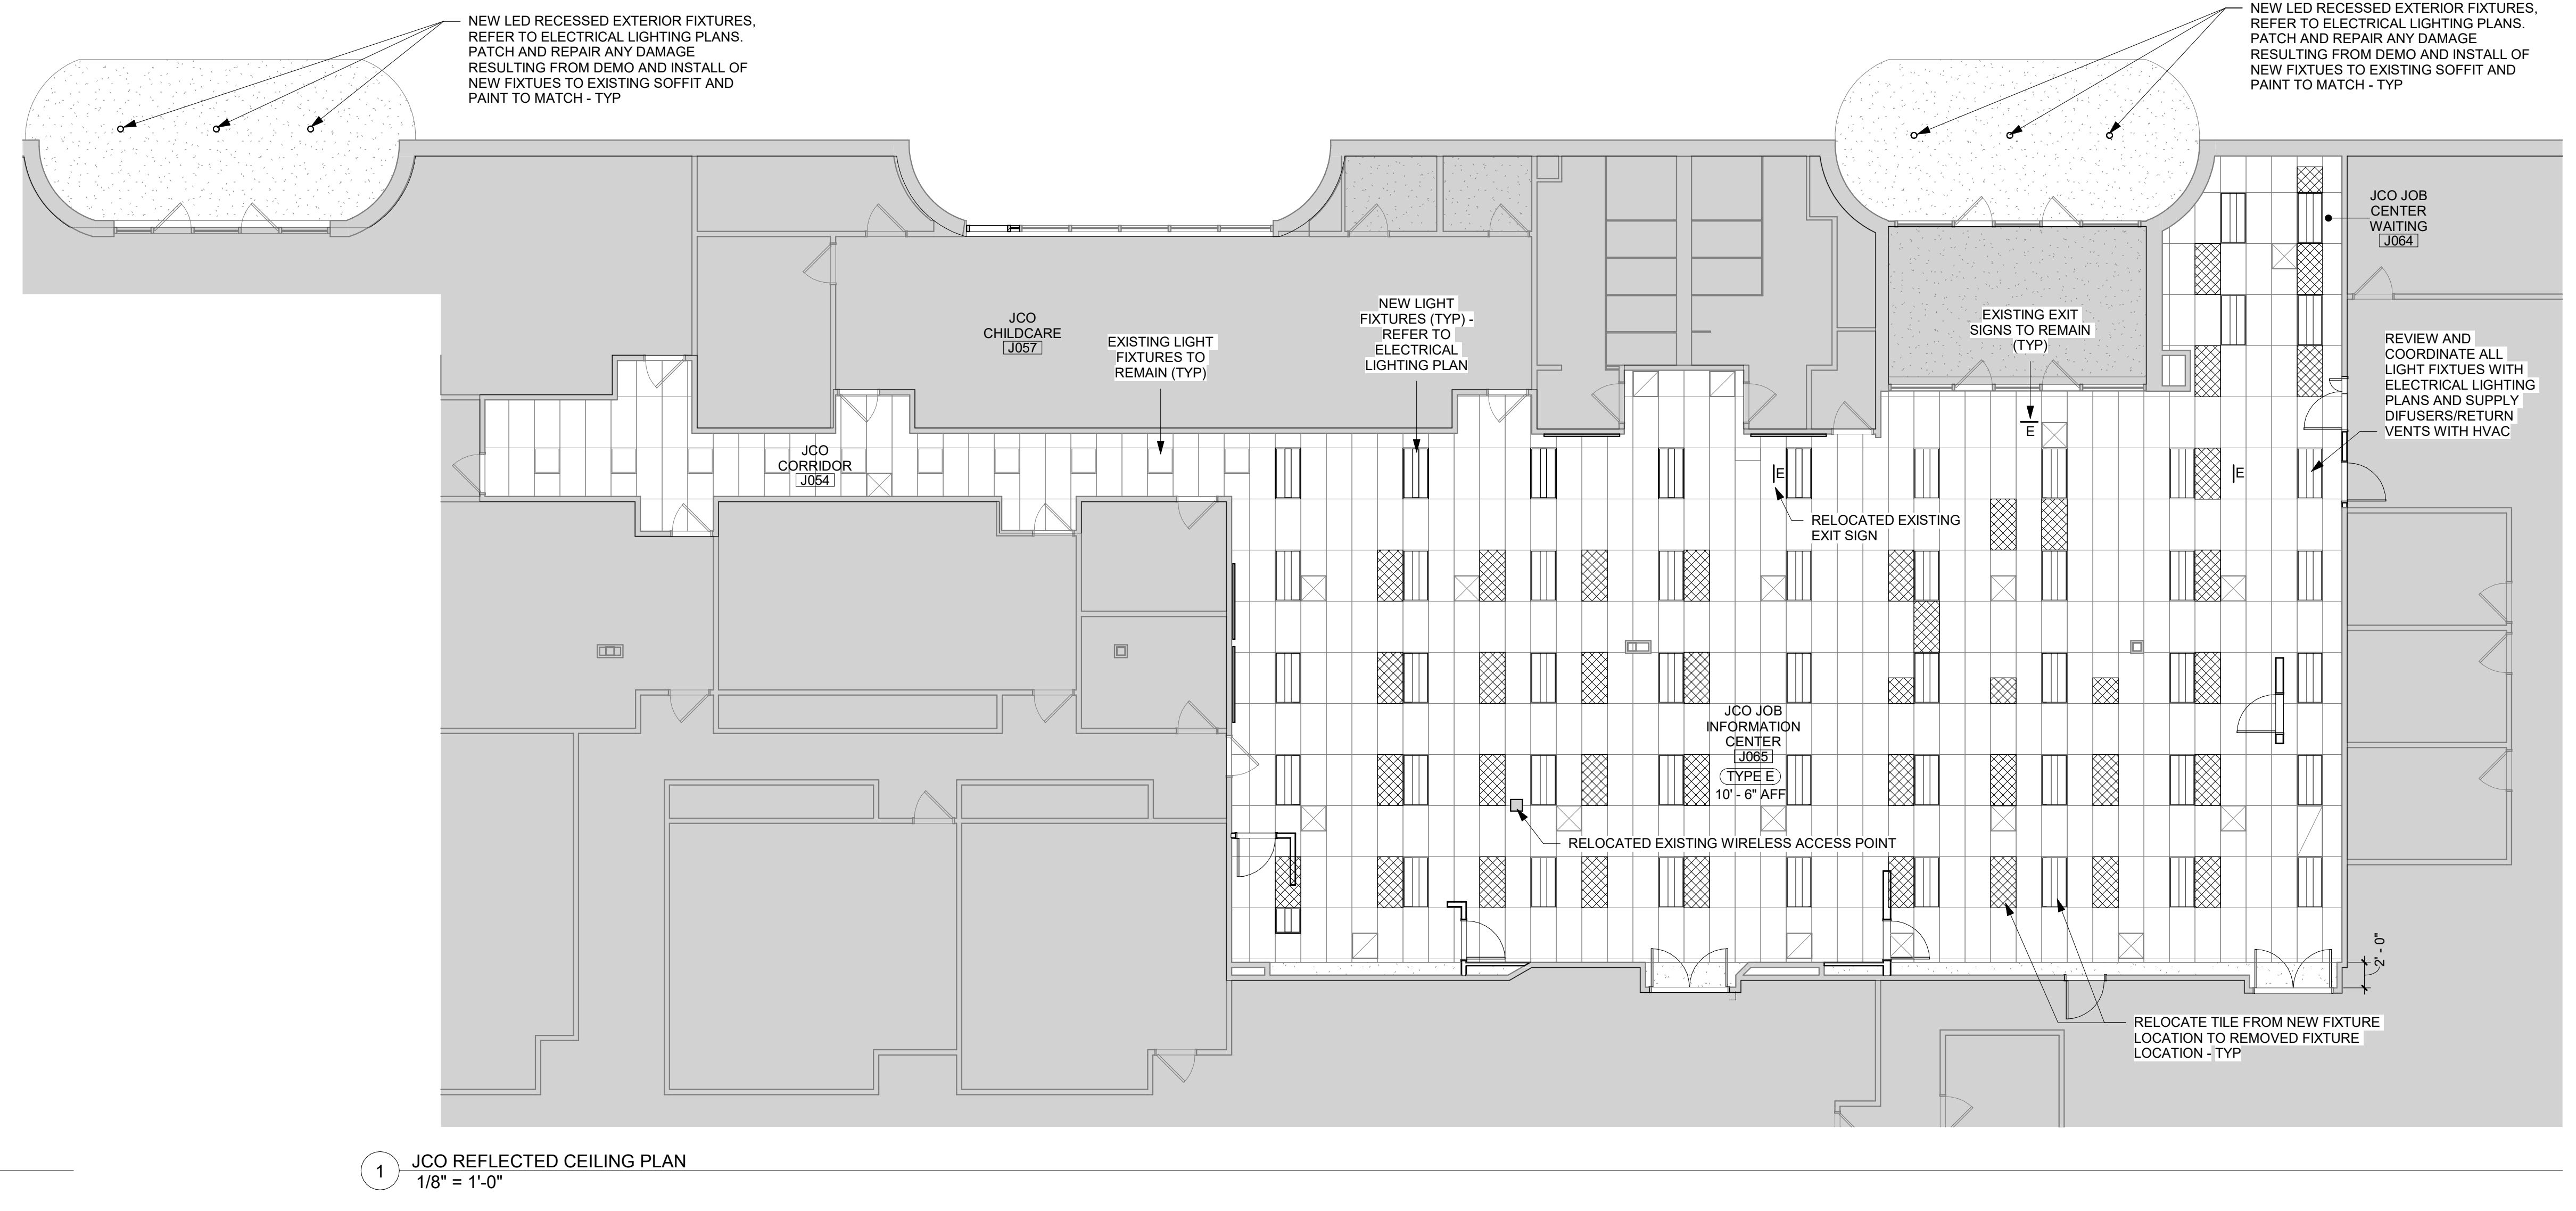 NEW LED RECESSED EXTERIOR FIXTURES,
REFER TO ELECTRICAL LIGHTING PLANS.
PATCH AND REPAIR ANY DAMAGE
RESULTING FROM DEMO AND INSTALL OF
NEW FIXTUES TO EXISTING SOFFIT AND
PAINT TO MATCH - TYP
NEW LED RECESSED EXTERIOR FIXTURES,
REFER TO ELECTRICAL LIGHTING PLANS.
PATCH AND REPAIR ANY DAMAGE
RESULTING FROM DEMO AND INSTALL OF
NEW FIXTUES TO EXISTING SOFFIT AND
PAINT TO MATCH - TYP
JCO JOB
CENTER
WAITING
J064
JCO
CHILDCARE
J057
EXISTING LIGHT
FIXTURES TO
REMAIN (TYP)
NEW LIGHT
FIXTURES (TYP) -
REFER TO
ELECTRICAL
LIGHTING PLAN
EXISTING EXIT
SIGNS TO REMAIN
(TYP)
REVIEW AND
COORDINATE ALL
LIGHT FIXTUES WITH
ELECTRICAL LIGHTING
PLANS AND SUPPLY
DIFUSERS/RETURN
VENTS WITH HVAC
E
JCO
CORRIDOR
J054
E
E
RELOCATED EXISTING
EXIT SIGN
JCO JOB
INFORMATION
CENTER
J065
TYPE E
10' - 6" AFF
RELOCATED EXISTING WIRELESS ACCESS POINT
2' - 0"
RELOCATE TILE FROM NEW FIXTURE
LOCATION TO REMOVED FIXTURE
LOCATION - TYP
1
JCO REFLECTED CEILING PLAN
1/8" = 1'-0"